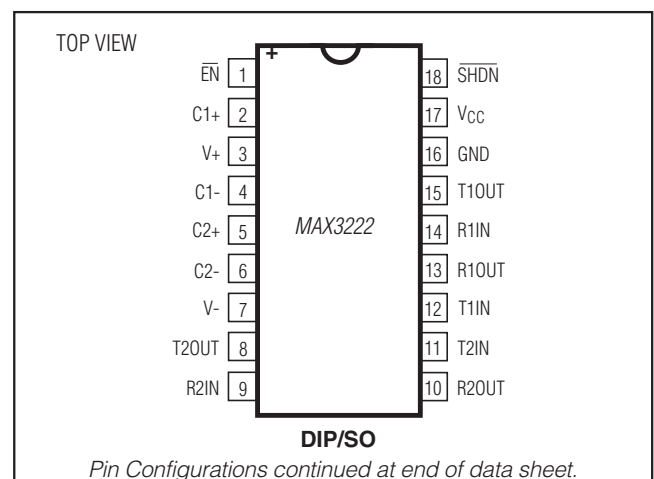 TOP VIEW
+
E̅N̅ 1
18 S̅H̅D̅N̅
C1+ 2
17 VCC
V+ 3
16 GND
C1- 4
15 T1OUT
C2+ 5
MAX3222
14 R1IN
C2- 6
13 R1OUT
V- 7
12 T1IN
T2OUT 8
11 T2IN
R2IN 9
10 R2OUT
DIP/SO
Pin Configurations continued at end of data sheet.